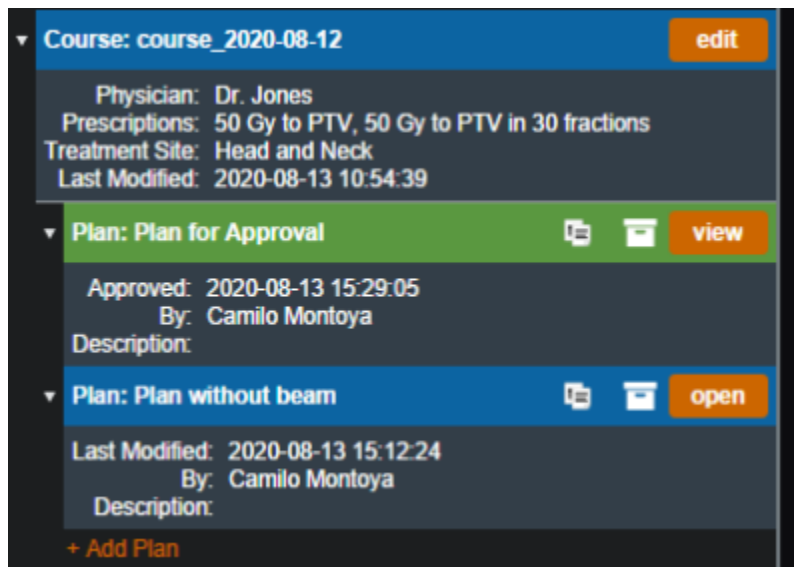 Course: course_2020-08-12 edit
Physician: Dr. Jones
Prescriptions: 50 Gy to PTV, 50 Gy to PTV in 30 fractions
Treatment Site: Head and Neck
Last Modified: 2020-08-13 10:54:39
Plan: Plan for Approval view
Approved: 2020-08-13 15:29:05
By: Camilo Montoya
Description:
Plan: Plan without beam open
Last Modified: 2020-08-13 15:12:24
By: Camilo Montoya
Description:
+ Add Plan